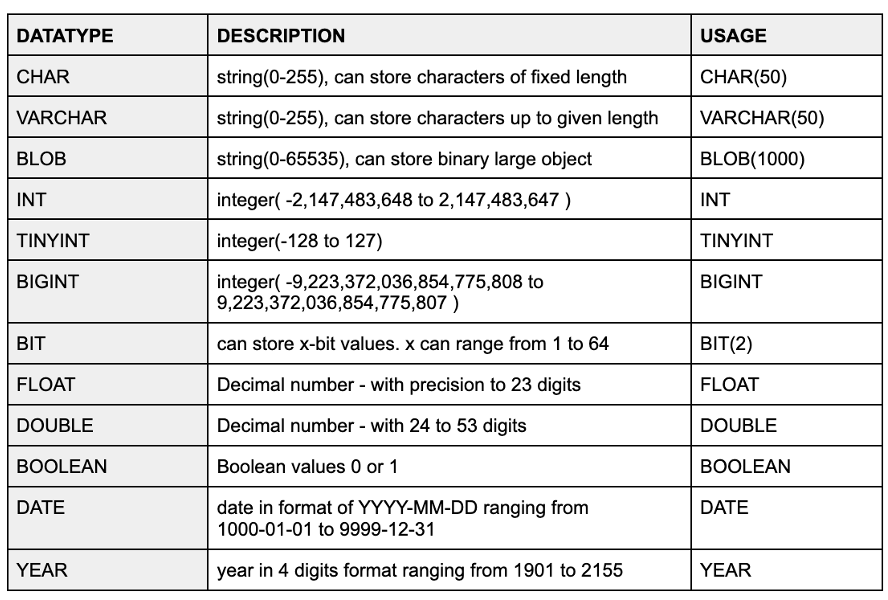 DATATYPE DESCRIPTION USAGE
CHAR string(0-255), can store characters of fixed length CHAR(50)
VARCHAR string(0-255), can store characters up to given length VARCHAR(50)
BLOB string(0-65535), can store binary large object BLOB(1000)
INT integer( -2,147,483,648 to 2,147,483,647 ) INT
TINYINT integer(-128 to 127) TINYINT
BIGINT integer( -9,223,372,036,854,775,808 to BIGINT
9,223,372,036,854,775,807 )
BIT can store x-bit values. x can range from 1 to 64 BIT(2)
FLOAT Decimal number - with precision to 23 digits FLOAT
DOUBLE Decimal number - with 24 to 53 digits DOUBLE
BOOLEAN Boolean values 0 or 1 BOOLEAN
DATE date in format of YYYY-MM-DD ranging from DATE
1000-01-01 to 9999-12-31
YEAR year in 4 digits format ranging from 1901 to 2155 YEAR